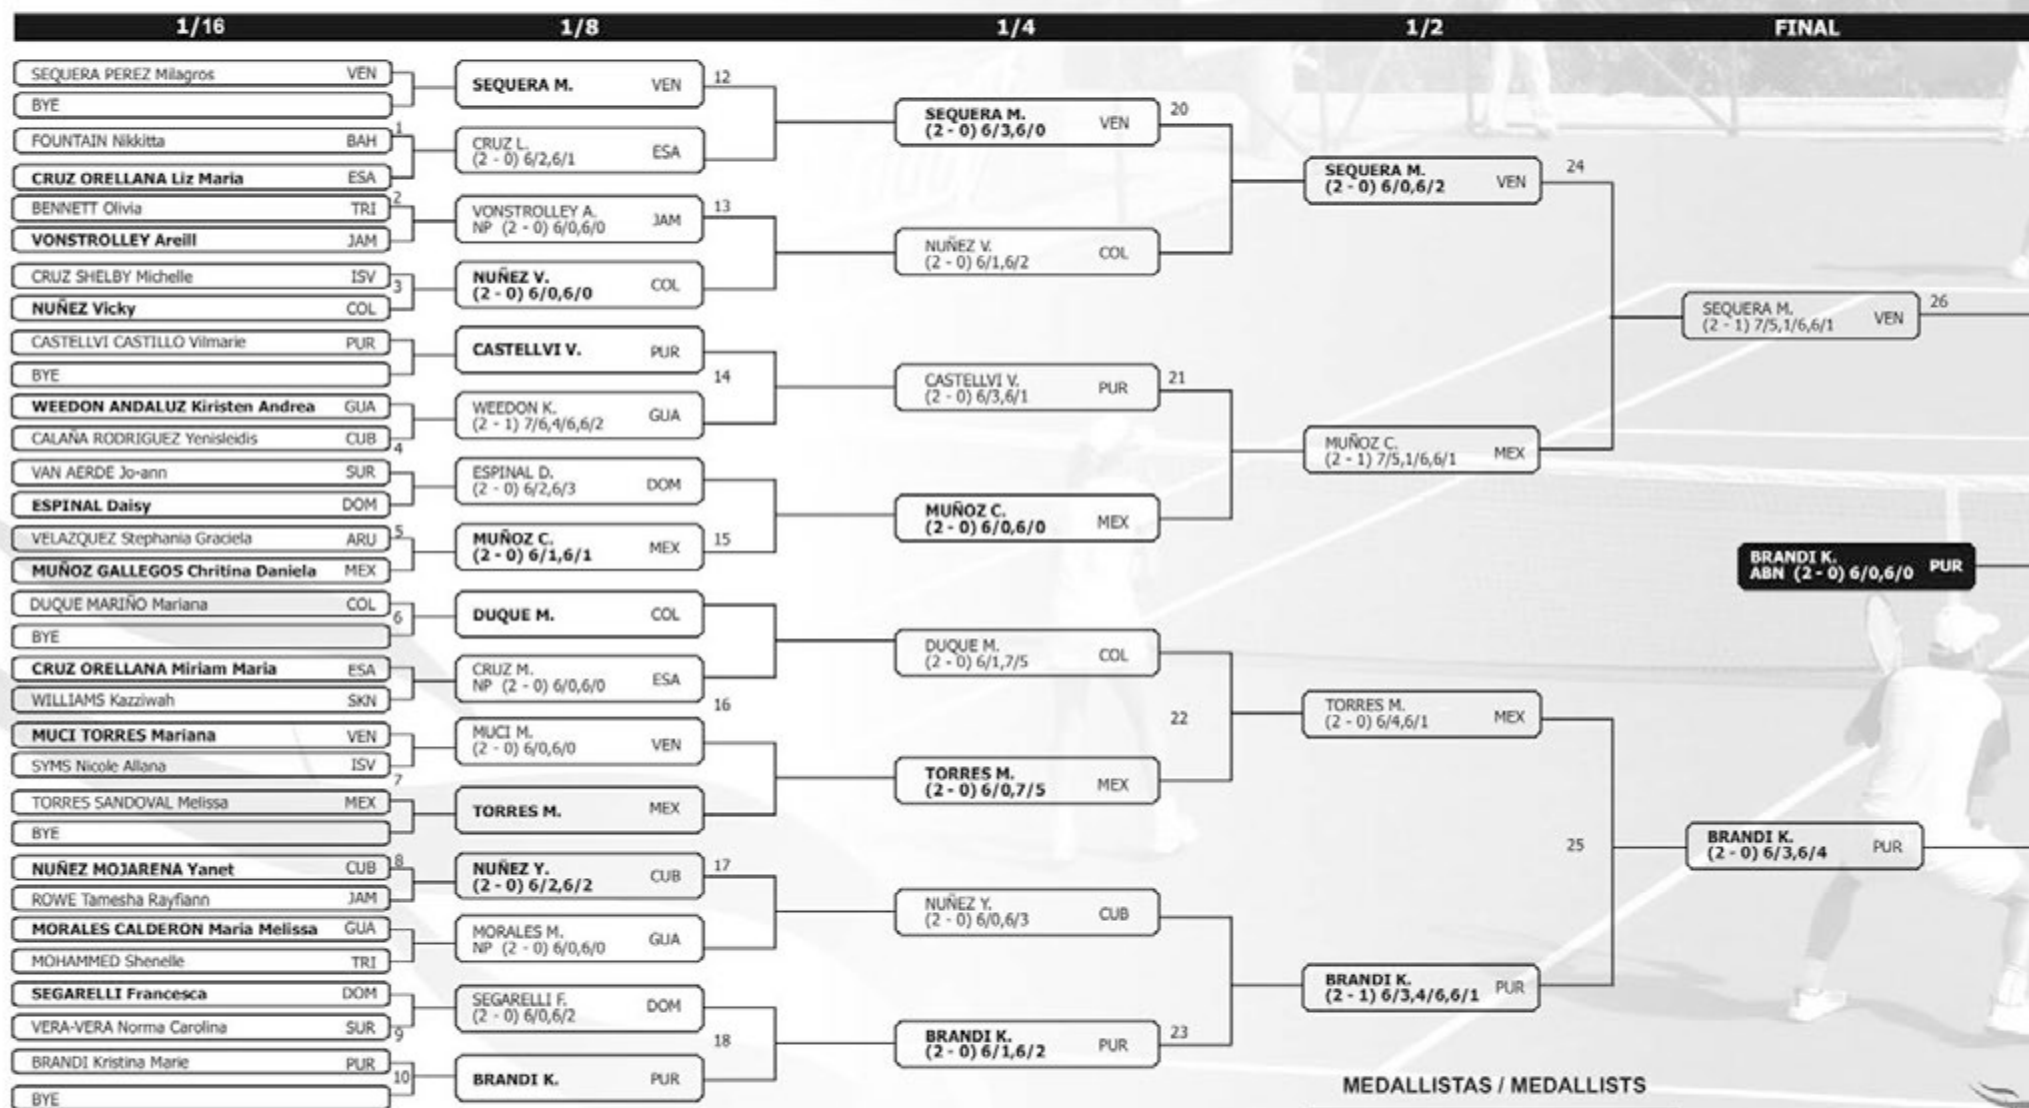 1/16 1/8 1/4 1/2 FINAL
SEQUERA PEREZ Milagros VEN
BYE
FOUNTAIN Nikkitta BAH
1
CRUZ ORELLANA Liz Maria ESA
BENNETT Olivia TRI
2
VONSTROLLEY Areill JAM
CRUZ SHELBY Michelle ISV
3
NUÑEZ Vicky COL
CASTELLVI CASTILLO Vilmarie PUR
BYE
WEEDON ANDALUZ Kiristen Andrea GUA
CALAÑA RODRIGUEZ Yenisleidis CUB
4
VAN AERDE Jo-ann SUR
ESPINAL Daisy DOM
VELAZQUEZ Stephania Graciela ARU
5
MUÑOZ GALLEGOS Chritina Daniela MEX
DUQUE MARIÑO Mariana COL
6
BYE
CRUZ ORELLANA Miriam Maria ESA
WILLIAMS Kazziwah SKN
MUCI TORRES Mariana VEN
SYMS Nicole Allana ISV
7
TORRES SANDOVAL Melissa MEX
BYE
NUÑEZ MOJARENA Yanet CUB
8
ROWE Tamesha Rayfiann JAM
MORALES CALDERON Maria Melissa GUA
MOHAMMED Shenelle TRI
SEGARELLI Francesca DOM
VERA-VERA Norma Carolina SUR
9
BRANDI Kristina Marie PUR
10
BYE
SEQUERA M. VEN
12
CRUZ L. ESA
(2 - 0) 6/2,6/1
VONSTROLLEY A. JAM
NP (2 - 0) 6/0,6/0
13
NUÑEZ V. COL
(2 - 0) 6/0,6/0
CASTELLVI V. PUR
14
WEEDON K. GUA
(2 - 1) 7/6,4/6,6/2
ESPINAL D. DOM
(2 - 0) 6/2,6/3
MUÑOZ C. MEX
(2 - 0) 6/1,6/1
15
DUQUE M. COL
CRUZ M. ESA
NP (2 - 0) 6/0,6/0
16
MUCI M. VEN
(2 - 0) 6/0,6/0
TORRES M. MEX
NUÑEZ Y. CUB
(2 - 0) 6/2,6/2
17
MORALES M. GUA
NP (2 - 0) 6/0,6/0
SEGARELLI F. DOM
(2 - 0) 6/0,6/2
18
BRANDI K. PUR
SEQUERA M. VEN
(2 - 0) 6/3,6/0
20
NUÑEZ V. COL
(2 - 0) 6/1,6/2
CASTELLVI V. PUR
(2 - 0) 6/3,6/1
21
MUÑOZ C. MEX
(2 - 0) 6/0,6/0
DUQUE M. COL
(2 - 0) 6/1,7/5
22
TORRES M. MEX
(2 - 0) 6/0,7/5
NUÑEZ Y. CUB
(2 - 0) 6/0,6/3
BRANDI K. PUR
(2 - 0) 6/1,6/2
23
SEQUERA M. VEN
(2 - 0) 6/0,6/2
24
MUÑOZ C. MEX
(2 - 1) 7/5,1/6,6/1
TORRES M. MEX
(2 - 0) 6/4,6/1
25
BRANDI K. PUR
(2 - 1) 6/3,4/6,6/1
SEQUERA M. VEN
(2 - 1) 7/5,1/6,6/1
26
BRANDI K. PUR
ABN (2 - 0) 6/0,6/0
BRANDI K. PUR
(2 - 0) 6/3,6/4
MEDALLISTAS / MEDALLISTS